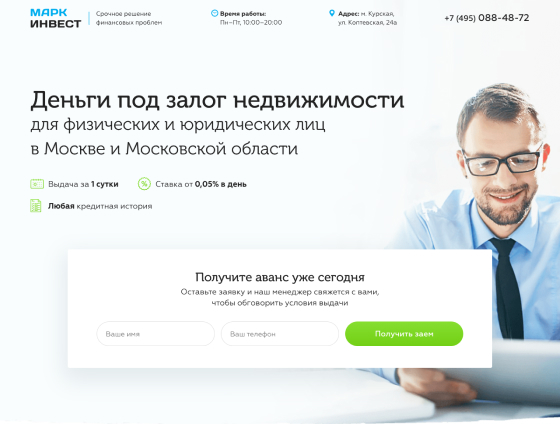 МАРК
ИНВЕСТ
Срочное решение
финансовых проблем
Время работы:
Пн–Пт, 10:00–20:00
Адрес: м. Курская,
ул. Коптевская, 24а
+7 (495) 088-48-72
Деньги под залог недвижимости
для физических и юридических лиц
в Москве и Московской области
Выдача за 1 сутки
Ставка от 0,05% в день
Любая кредитная история
Получите аванс уже сегодня
Оставьте заявку и наш менеджер свяжется с вами,
чтобы обговорить условия выдачи
Ваше имя
Ваш телефон
Получить заем